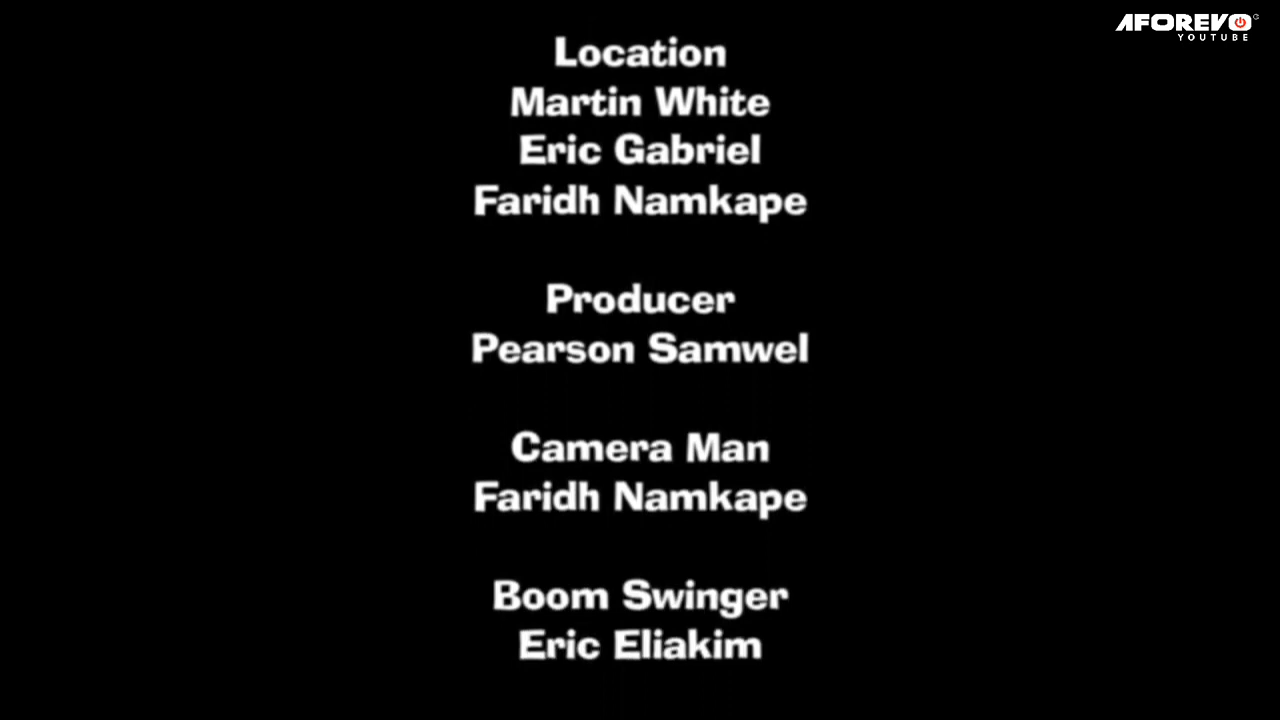 AFOREVO
YOUTUBE
Location
Martin White
Eric Gabriel
Faridh Namkape
Producer
Pearson Samwel
Camera Man
Faridh Namkape
Boom Swinger
Eric Eliakim